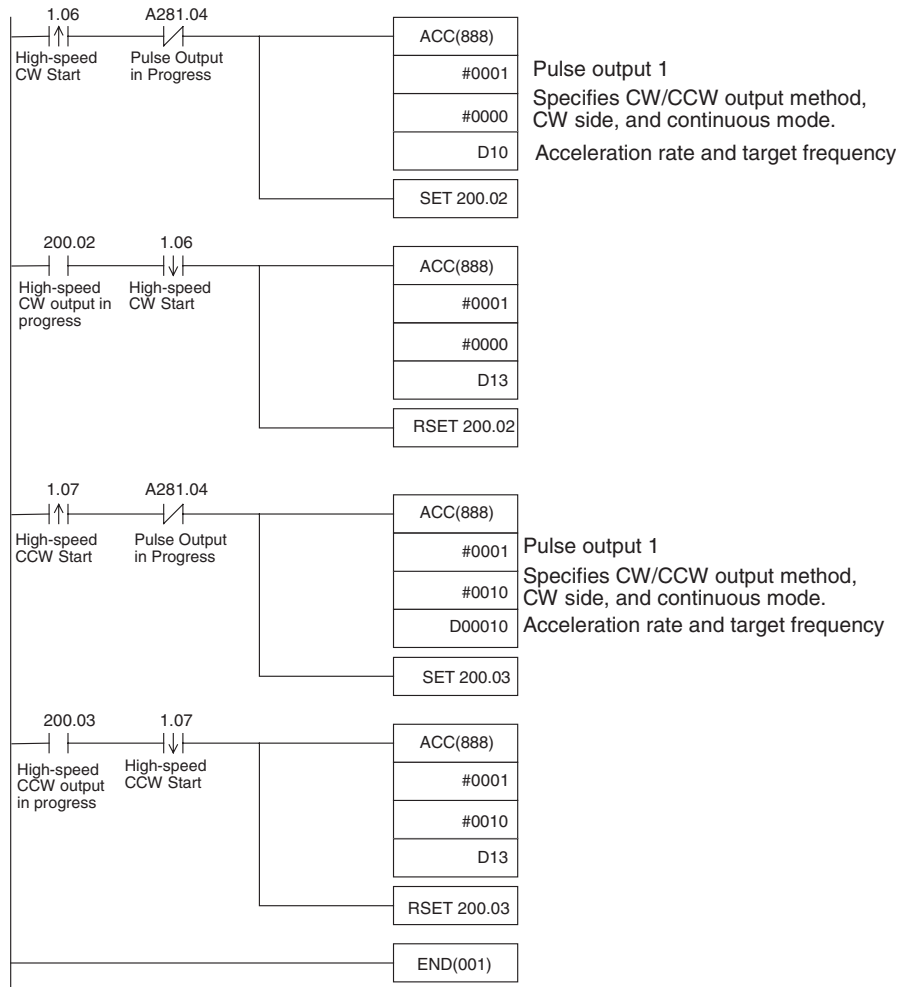 1.06 A281.04
High-speed
CW Start
Pulse Output
in Progress
ACC(888)
#0001
Pulse output 1
#0000
Specifies CW/CCW output method,
CW side, and continuous mode.
D10
Acceleration rate and target frequency
SET 200.02
200.02 1.06
High-speed
CW output in
progress
High-speed
CW Start
ACC(888)
#0001
#0000
D13
RSET 200.02
1.07 A281.04
High-speed
CCW Start
Pulse Output
in Progress
ACC(888)
#0001
Pulse output 1
#0010
Specifies CW/CCW output method,
CW side, and continuous mode.
D00010
Acceleration rate and target frequency
SET 200.03
200.03 1.07
High-speed
CCW output
in progress
High-speed
CCW Start
ACC(888)
#0001
#0010
D13
RSET 200.03
END(001)